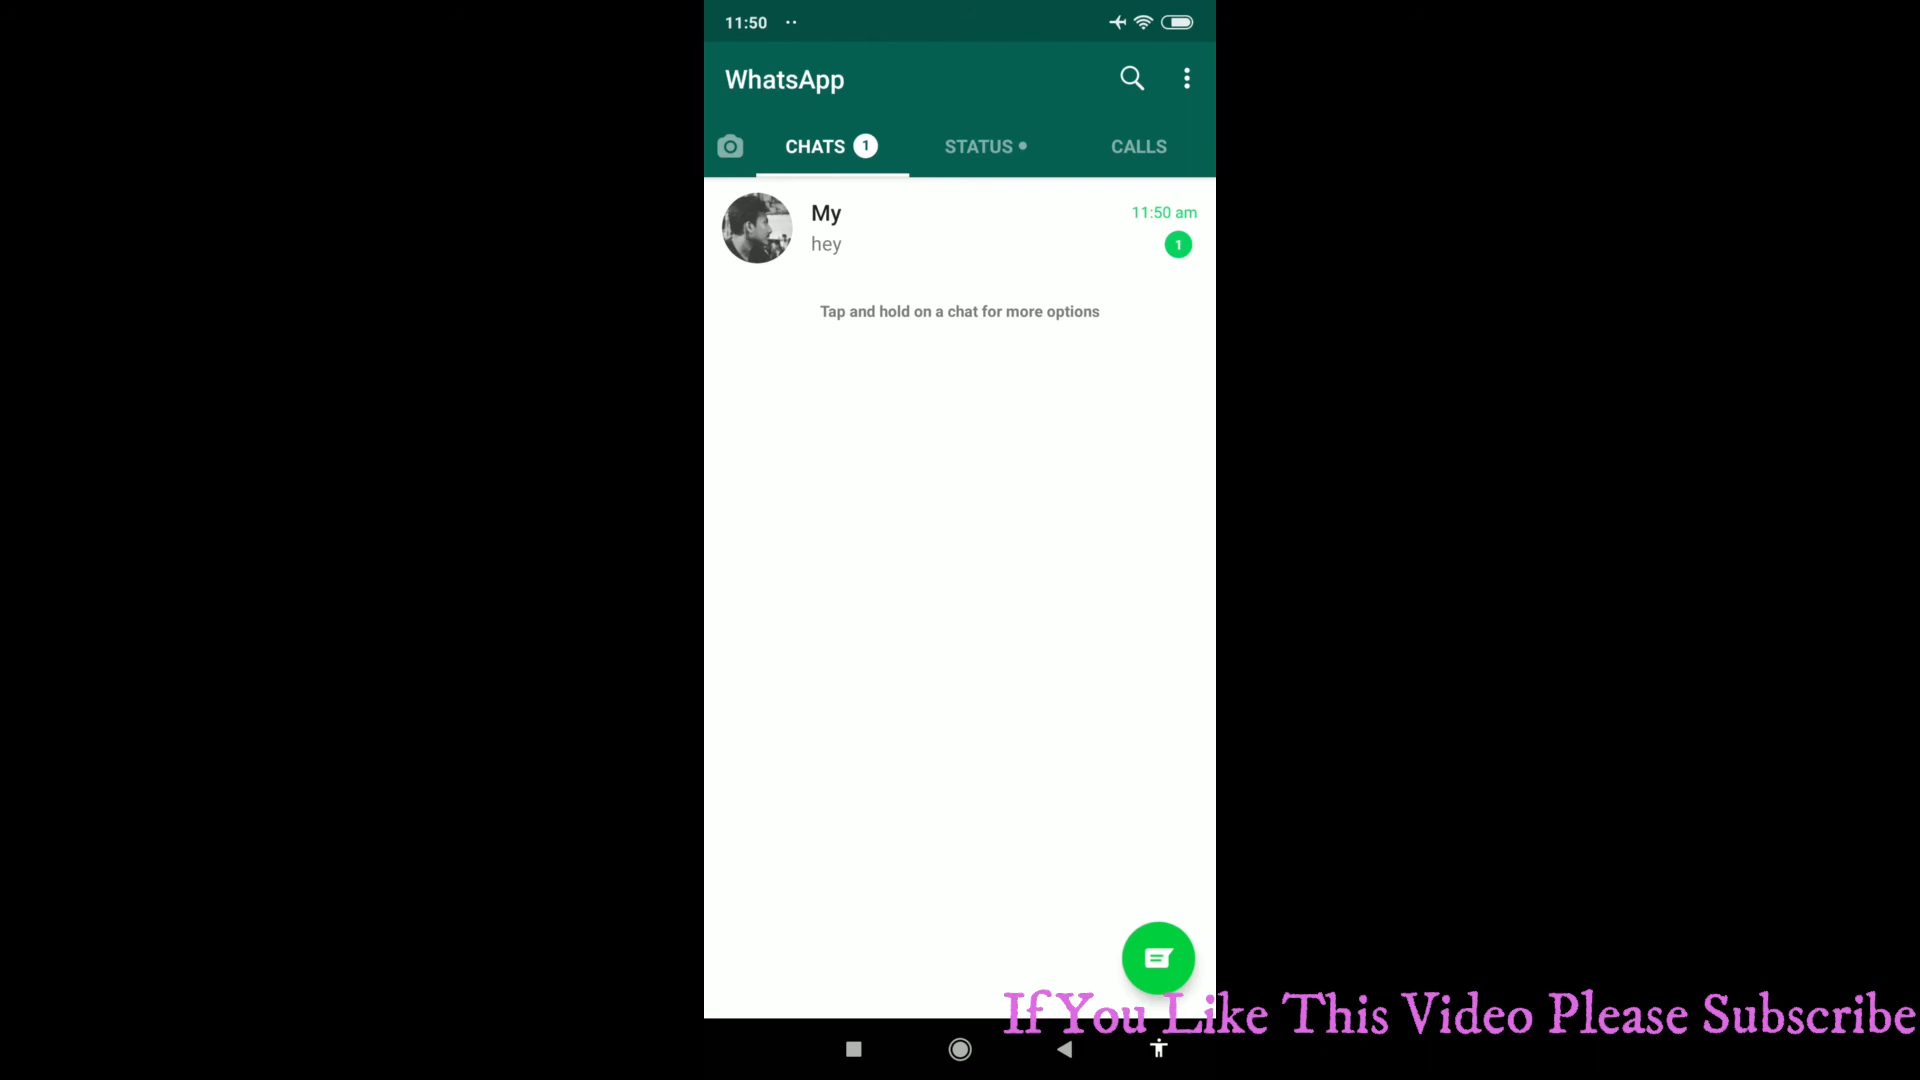 11:50
WhatsApp
CHATS 1 STATUS CALLS
My 11:50 am
hey 1
Tap and hold on a chat for more options
If You Like This Video Please Subscribe